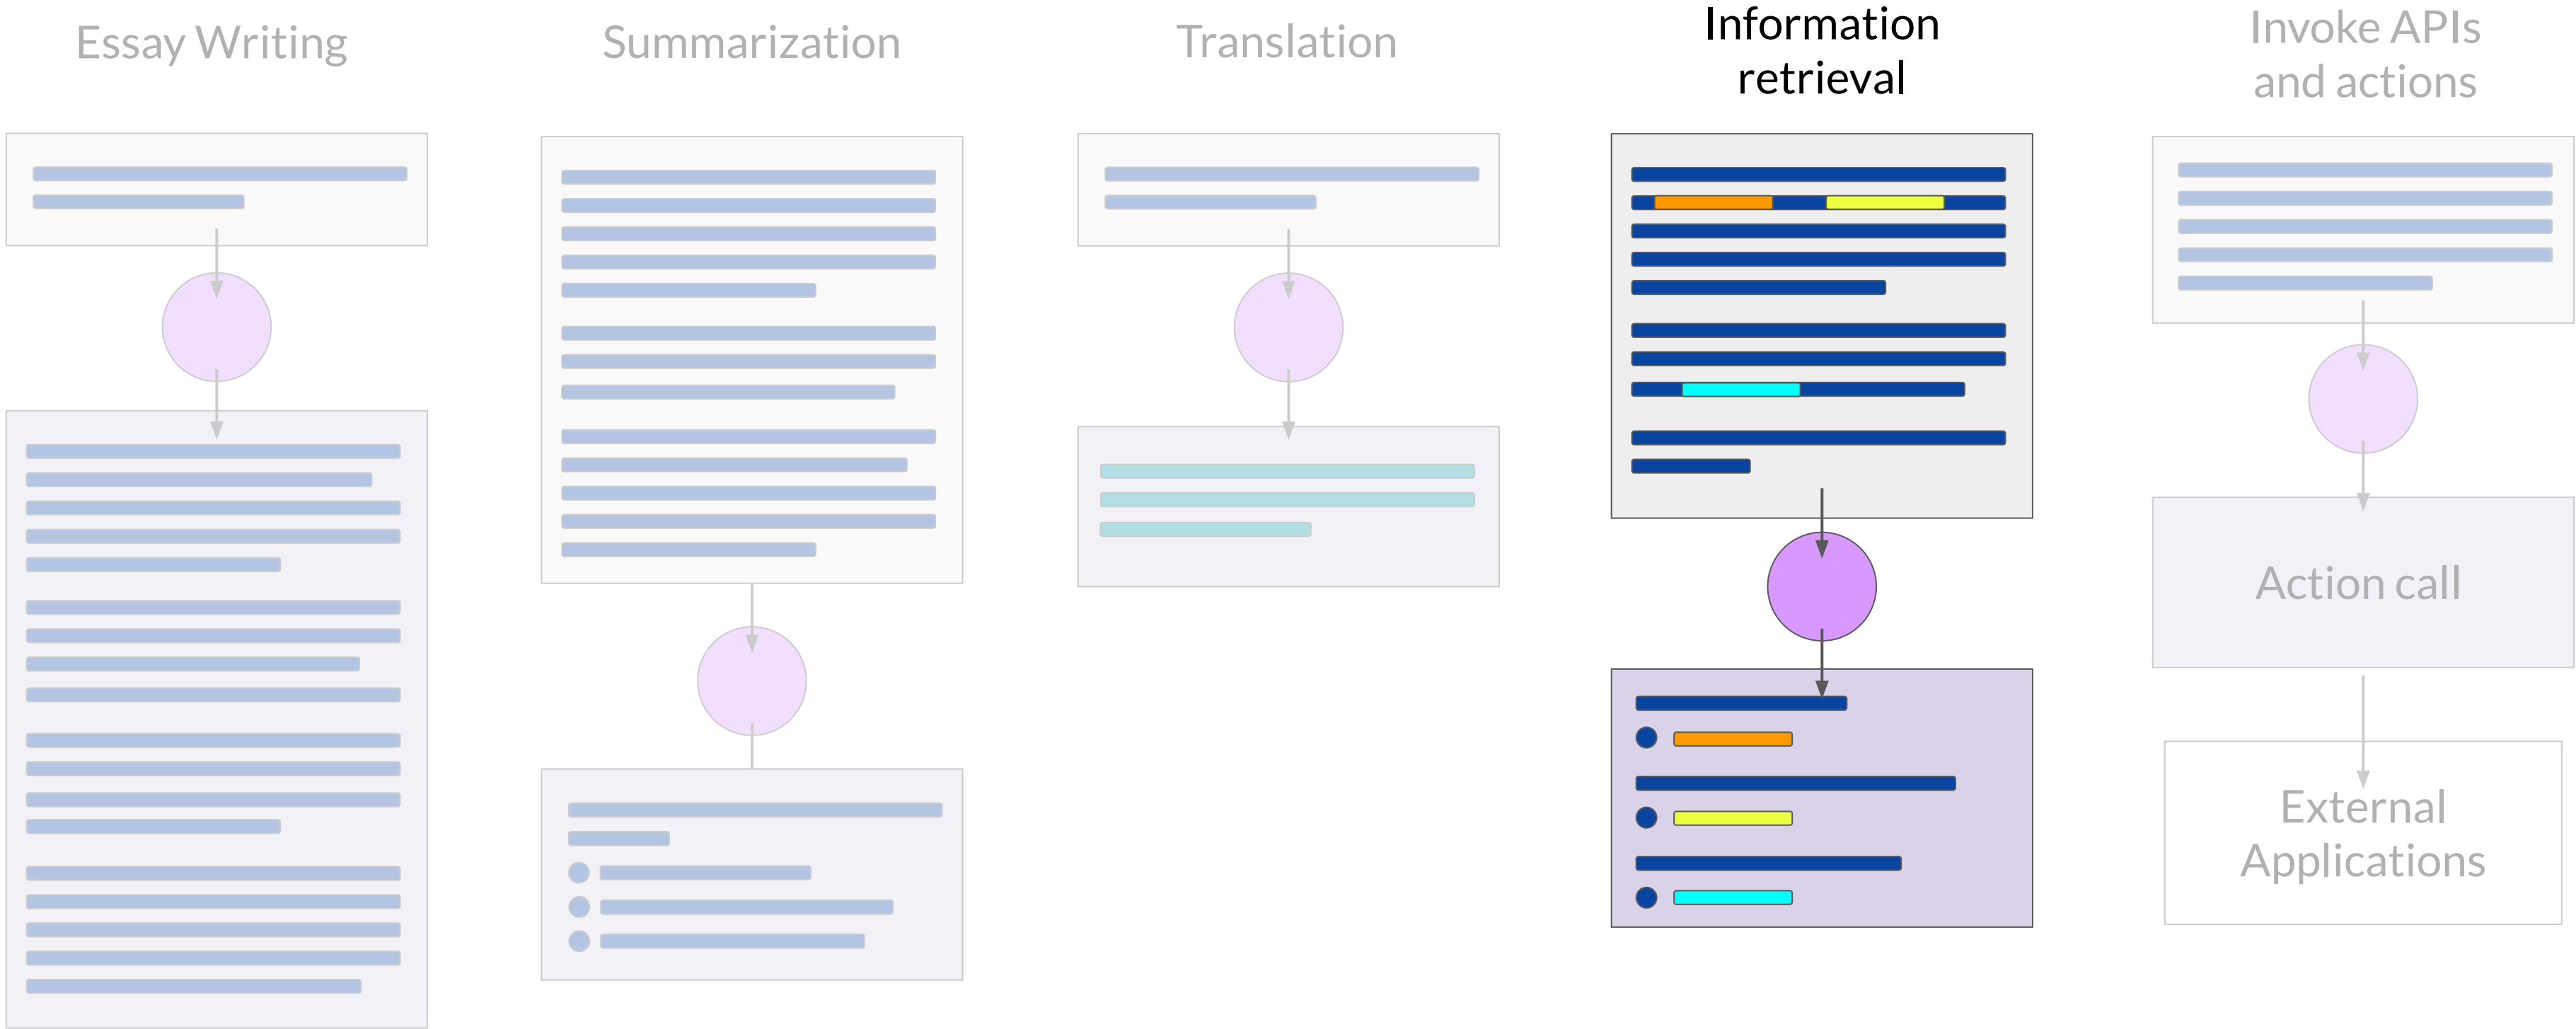 Essay Writing
Summarization
Translation
Information
retrieval
Invoke APIs
and actions
Action call
External
Applications